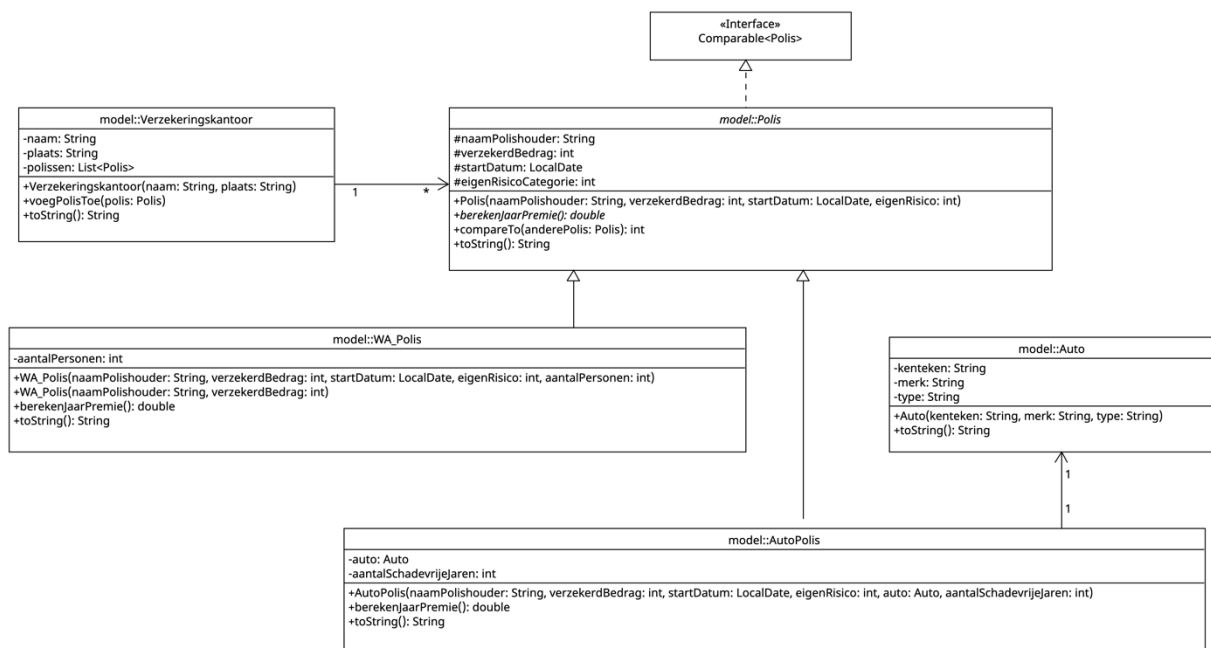 «Interface»
Comparable<Polis>
model::Verzekeringskantoor
-naam: String
-plaats: String
-polissen: List<Polis>
+Verzekeringskantoor(naam: String, plaats: String)
+voegPolisToe(polis: Polis)
+toString(): String
1
*
model::Polis
#naamPolishouder: String
#verzekerdBedrag: int
#startDatum: LocalDate
#eigenRisicoCategorie: int
+Polis(naamPolishouder: String, verzekerdBedrag: int, startDatum: LocalDate, eigenRisico: int)
+berekenJaarPremie(): double
+compareTo(anderePolis: Polis): int
+toString(): String
model::WA_Polis
-aantalPersonen: int
+WA_Polis(naamPolishouder: String, verzekerdBedrag: int, startDatum: LocalDate, eigenRisico: int, aantalPersonen: int)
+WA_Polis(naamPolishouder: String, verzekerdBedrag: int)
+berekenJaarPremie(): double
+toString(): String
model::Auto
-kenteken: String
-merk: String
-type: String
+Auto(kenteken: String, merk: String, type: String)
+toString(): String
1
1
model::AutoPolis
-auto: Auto
-aantalSchadevrijeJaren: int
+AutoPolis(naamPolishouder: String, verzekerdBedrag: int, startDatum: LocalDate, eigenRisico: int, auto: Auto, aantalSchadevrijeJaren: int)
+berekenJaarPremie(): double
+toString(): String